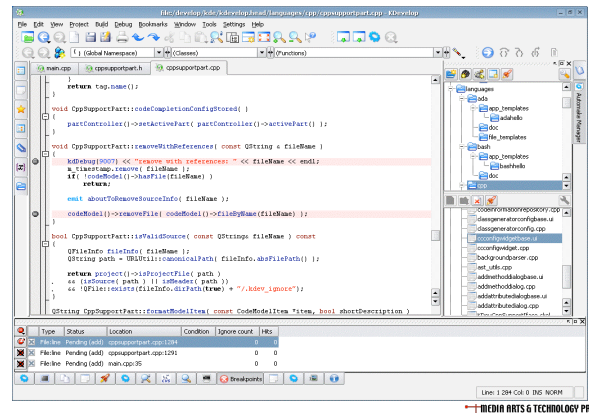 file:/develop/kde/kdevelop.head/languages/cpp/cppsupportpart.cpp - KDevelop
File Edit View Project Build Debug Bookmarks Window Tools Settings Help
(Global Namespace) (Classes) (Functions)
main.cpp cppsupportpart.h cppsupportpart.cpp
}
return tag.name();
}
void CppSupportPart::codeCompletionConfigStored( )
{
partController()->setActivePart( partController()->activePart() );
}
void CppSupportPart::removeWithReferences( const QString & fileName )
{
kdDebug(9007) << "remove with references: " << fileName << endl;
m_timestamp.remove( fileName );
if( !codeModel()->hasFile(fileName) )
return;
emit aboutToRemoveSourceInfo( fileName );
codeModel()->removeFile( codeModel()->fileByName(fileName) );
}
bool CppSupportPart::isValidSource( const QString& fileName ) const
{
QFileInfo fileInfo( fileName );
QString path = URLUtil::canonicalPath( fileInfo.absFilePath() );
return project()->isProjectFile( path )
&& (isSource( path ) || isHeader( path ))
&& !QFile::exists(fileInfo.dirPath(true) + "/.kdev_ignore");
}
QString CppSupportPart::formatModelItem( const CodeModelItem *item, bool shortDescription )
languages
ada
app_templates
adahello
doc
file_templates
bash
app_templates
bashhello
doc
cpp
Automake Manager
codeinformationrepository.cpp
classgeneratorconfigbase.ui
classgeneratorconfig.cpp
ccconfigwidgetbase.ui
ccconfigwidget.cpp
backgroundparser.cpp
ast_utils.cpp
addmethoddialogbase.ui
addmethoddialog.cpp
addattributedialogbase.ui
addattributedialog.cpp
Type Status Location Condition Ignore count Hits
File:line Pending (add) cppsupportpart.cpp:1284 0 0
File:line Pending (add) cppsupportpart.cpp:1291 0 0
File:line Pending (add) main.cpp:35 0 0
Breakpoints
Line: 1 284 Col: 0 INS NORM
MEDIA ARTS & TECHNOLOGY PR